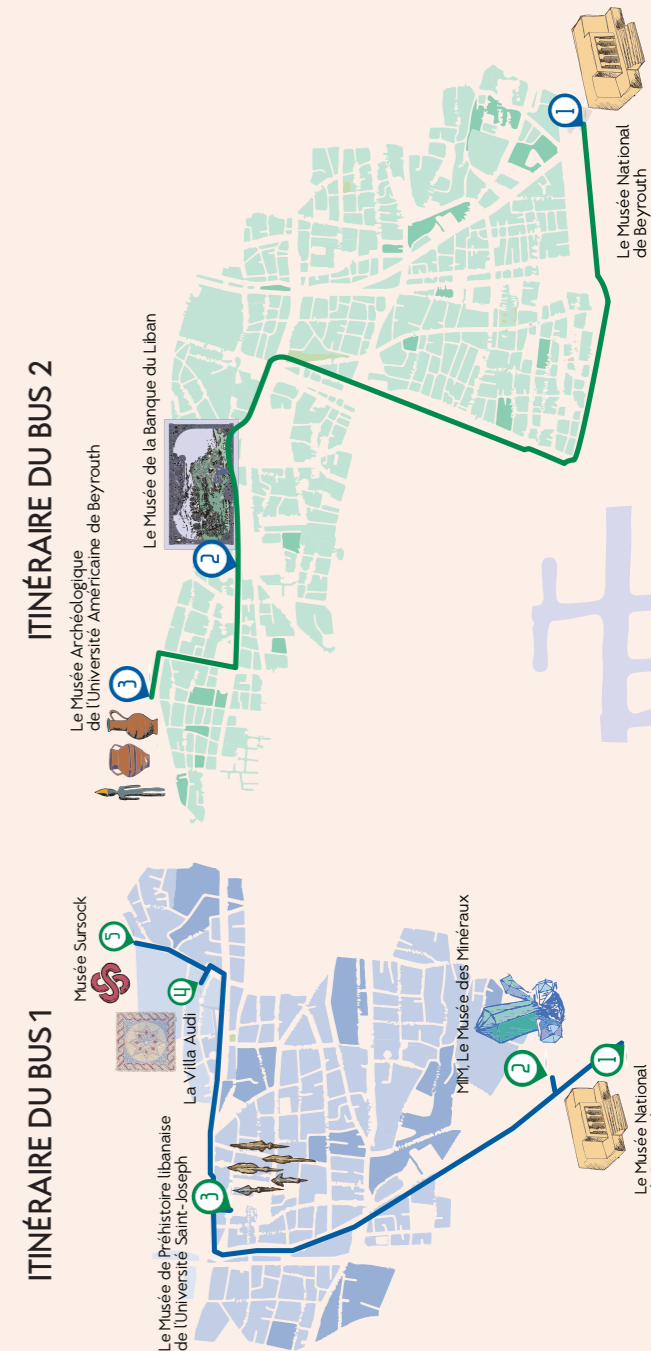 ITINÉRAIRE DU BUS 1
Le Musée National
1
2
MIM, Le Musée des Minéraux
3
Le Musée de Préhistoire libanaise
de l'Université Saint-Joseph
4
La Villa Audi
5
Musée Sursock
ITINÉRAIRE DU BUS 2
1
Le Musée National
de Beyrouth
2
Le Musée de la Banque du Liban
3
Le Musée Archéologique
de l'Université Américaine de Beyrouth